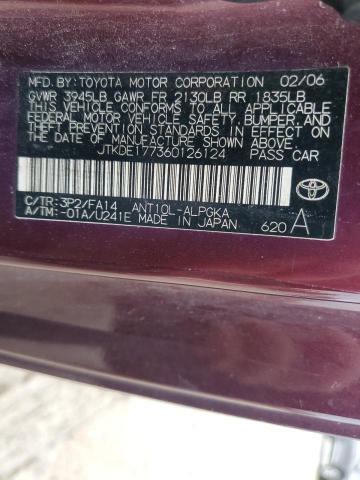 MFD.BY:TOYOTA MOTOR CORPORATION 02/06
GVWR 3945LB GAWR FR 2130LB RR 1835LB
THIS VEHICLE CONFORMS TO ALL APPLICABLE
FEDERAL MOTOR VEHICLE SAFETY,BUMPER,AND
THEFT PREVENTION STANDARDS IN EFFECT ON
THE DATE OF MANUFACTURE SHOWN ABOVE.
JTKDE177360126124 PASS CAR
C/TR:3P2/FA14 ANT10L-ALPGKA
A/TM:-01A/U241E MADE IN JAPAN
TOYOTA
620 A